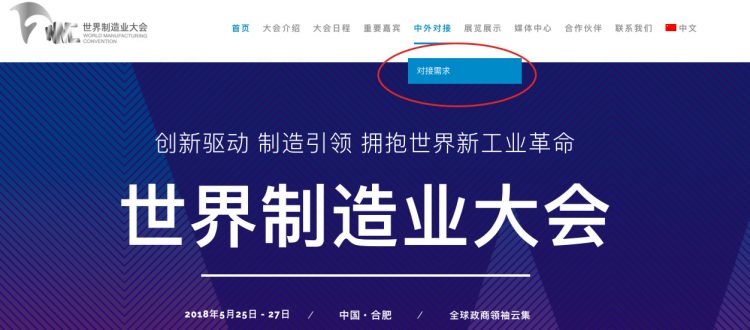 世界制造业大会
WORLD MANUFACTURING
CONVENTION
首页 大会介绍 大会日程 重要嘉宾 中外对接 展览展示 媒体中心 合作伙伴 联系我们 中文
对接需求
创新驱动 制造引领 拥抱世界新工业革命
世界制造业大会
2018年5月25日 - 27日 / 中国·合肥 / 全球政商领袖云集